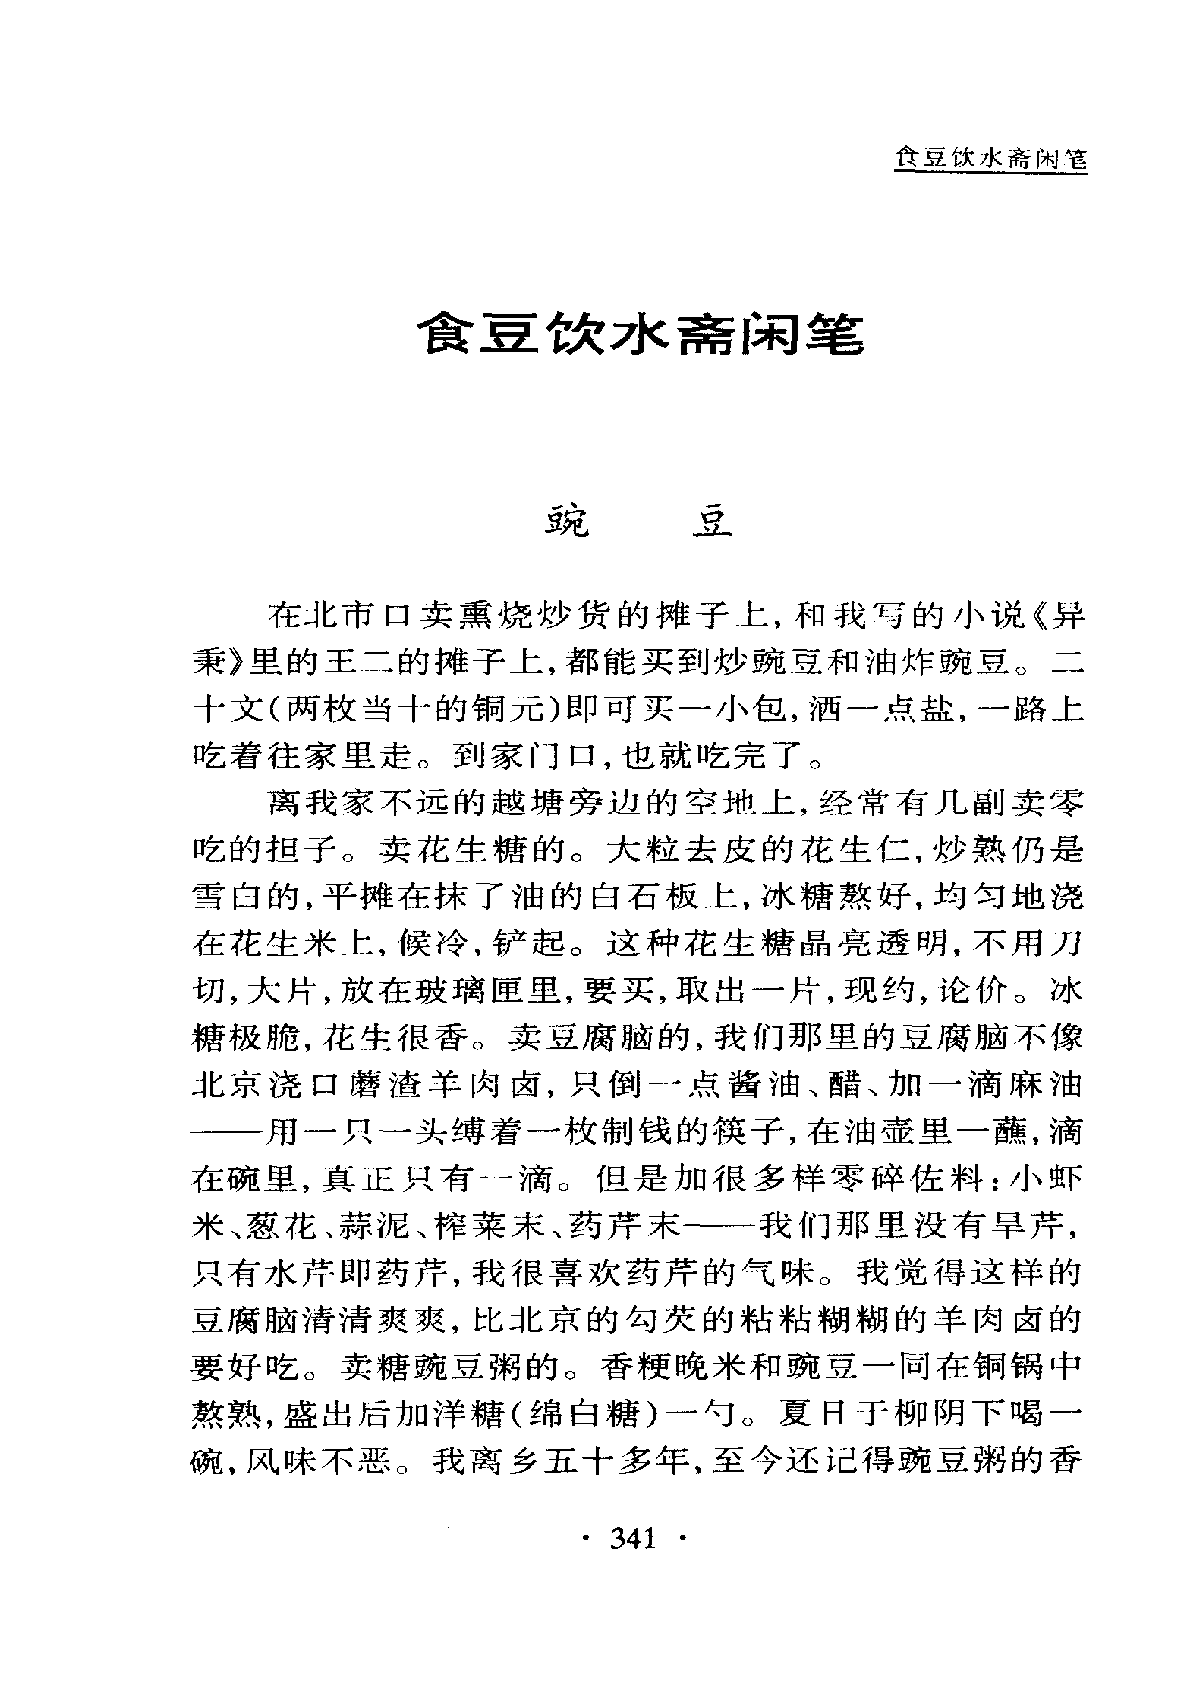 食豆饮水斋闲笔
食豆饮水斋闲笔
豌　豆
在北市口卖熏烧炒货的摊子上,和我写的小说《异
秉》里的王二的摊子上,都能买到炒豌豆和油炸豌豆。二
十文(两枚当十的铜元)即可买一小包,洒一点盐,一路上
吃着往家里走。到家门口,也就吃完了。
离我家不远的越塘旁边的空地上,经常有几副卖零
吃的担子。卖花生糖的。大粒去皮的花生仁,炒熟仍是
雪白的,平摊在抹了油的白石板上,冰糖熬好,均匀地浇
在花生米上,候冷,铲起。这种花生糖晶亮透明,不用刀
切,大片,放在玻璃匣里,要买,取出一片,现约,论价。冰
糖极脆,花生很香。卖豆腐脑的,我们那里的豆腐脑不像
北京浇口蘑渣羊肉卤,只倒一点酱油、醋、加一滴麻油
——用一只一头缚着一枚制钱的筷子,在油壶里一蘸,滴
在碗里,真正只有一滴。但是加很多样零碎佐料:小虾
米、葱花、蒜泥、榨菜末、药芹末——我们那里没有旱芹,
只有水芹即药芹,我很喜欢药芹的气味。我觉得这样的
豆腐脑清清爽爽,比北京的勾芡的粘粘糊糊的羊肉卤的
要好吃。卖糖豌豆粥的。香粳晚米和豌豆一同在铜锅中
熬熟,盛出后加洋糖(绵白糖)一勺。夏日于柳阴下喝一
碗,风味不恶。我离乡五十多年,至今还记得豌豆粥的香
· 341 ·